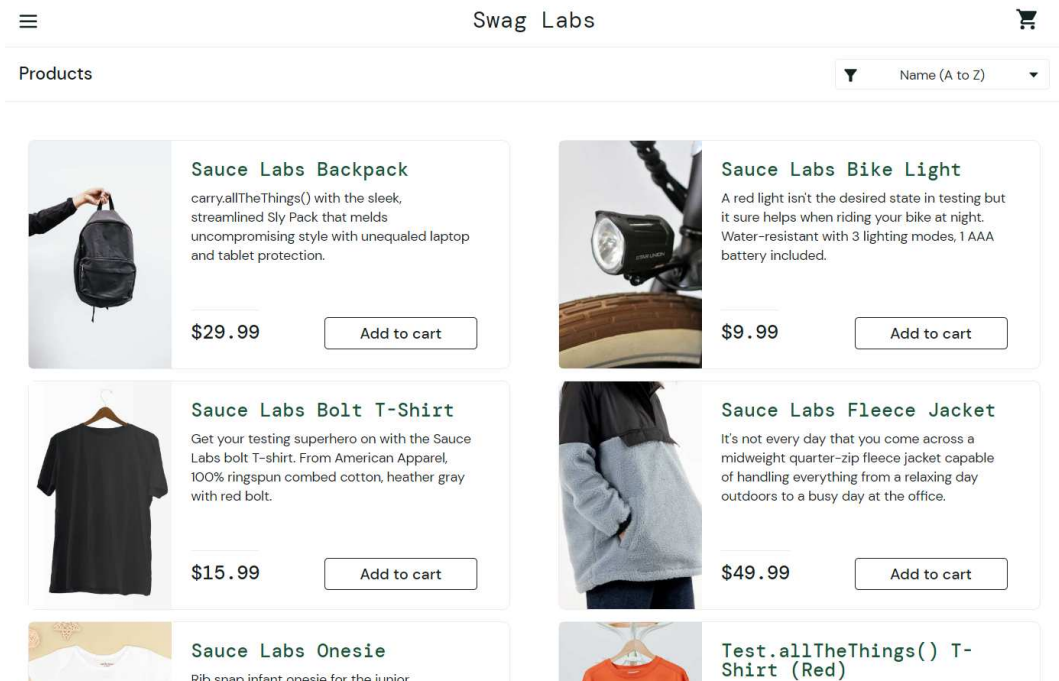 Swag Labs
Products
Name (A to Z)
Sauce Labs Backpack
carry.allTheThings() with the sleek,
streamlined Sly Pack that melds
uncompromising style with unequaled laptop
and tablet protection.
$29.99
Add to cart
Sauce Labs Bike Light
A red light isn't the desired state in testing but
it sure helps when riding your bike at night.
Water-resistant with 3 lighting modes, 1 AAA
battery included.
$9.99
Add to cart
Sauce Labs Bolt T-Shirt
Get your testing superhero on with the Sauce
Labs bolt T-shirt. From American Apparel,
100% ringspun combed cotton, heather gray
with red bolt.
$15.99
Add to cart
Sauce Labs Fleece Jacket
It's not every day that you come across a
midweight quarter-zip fleece jacket capable
of handling everything from a relaxing day
outdoors to a busy day at the office.
$49.99
Add to cart
Sauce Labs Onesie
Rib snap infant onesie for the junior
Test.allTheThings() T-
Shirt (Red)